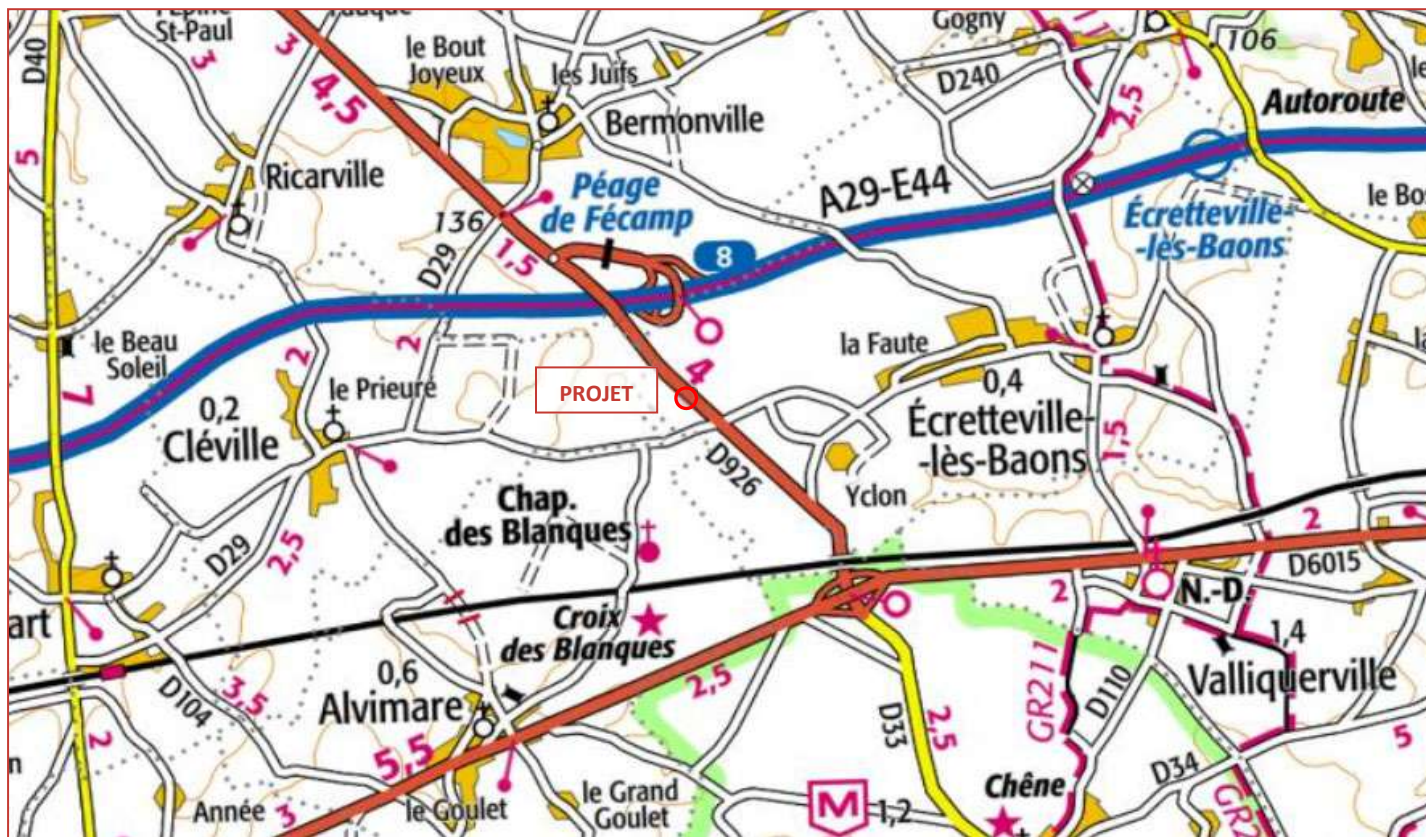 St-Paul
D40
3
3
4,5
le Bout
Joyeux
les Juifs
Bermonville
Gogny
D240
106
2,5
Autoroute
5
Ricarville
Péage
de Fécamp
A29-E44
Écretteville-
-lès-Baons
136
1,5
D29
8
le Beau
Soleil
2
2
7
le Prieuré
PROJET
4
la Faute
0,4
Écretteville-
-lès-Baons
1,5
0,2
Cléville
D926
Yclon
Chap.
des Blanques
D29
2,5
2
D6015
art
Croix
des Blanques
N.-D.
2
1,4
Valliquerville
0,6
Alvimare
D104
3,5
2,5
GR211
D110
D33
2,5
5
5,5
2
Année
3
le Goulet
le Grand
Goulet
M
1,2
Chêne
D34